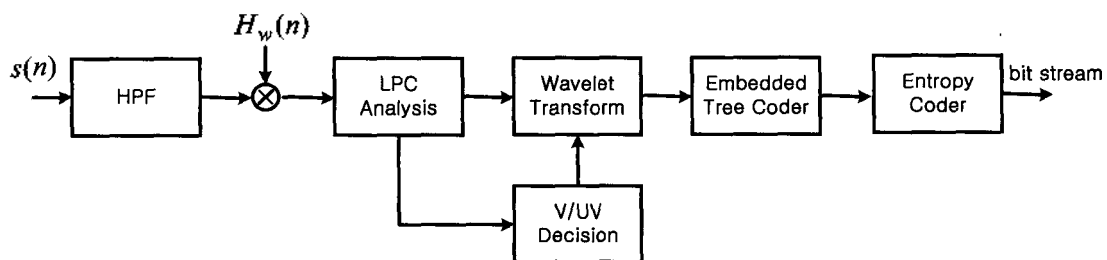 H_w(n)
s(n)
HPF
LPC
Analysis
Wavelet
Transform
Embedded
Tree Coder
Entropy
Coder
bit stream
V/UV
Decision